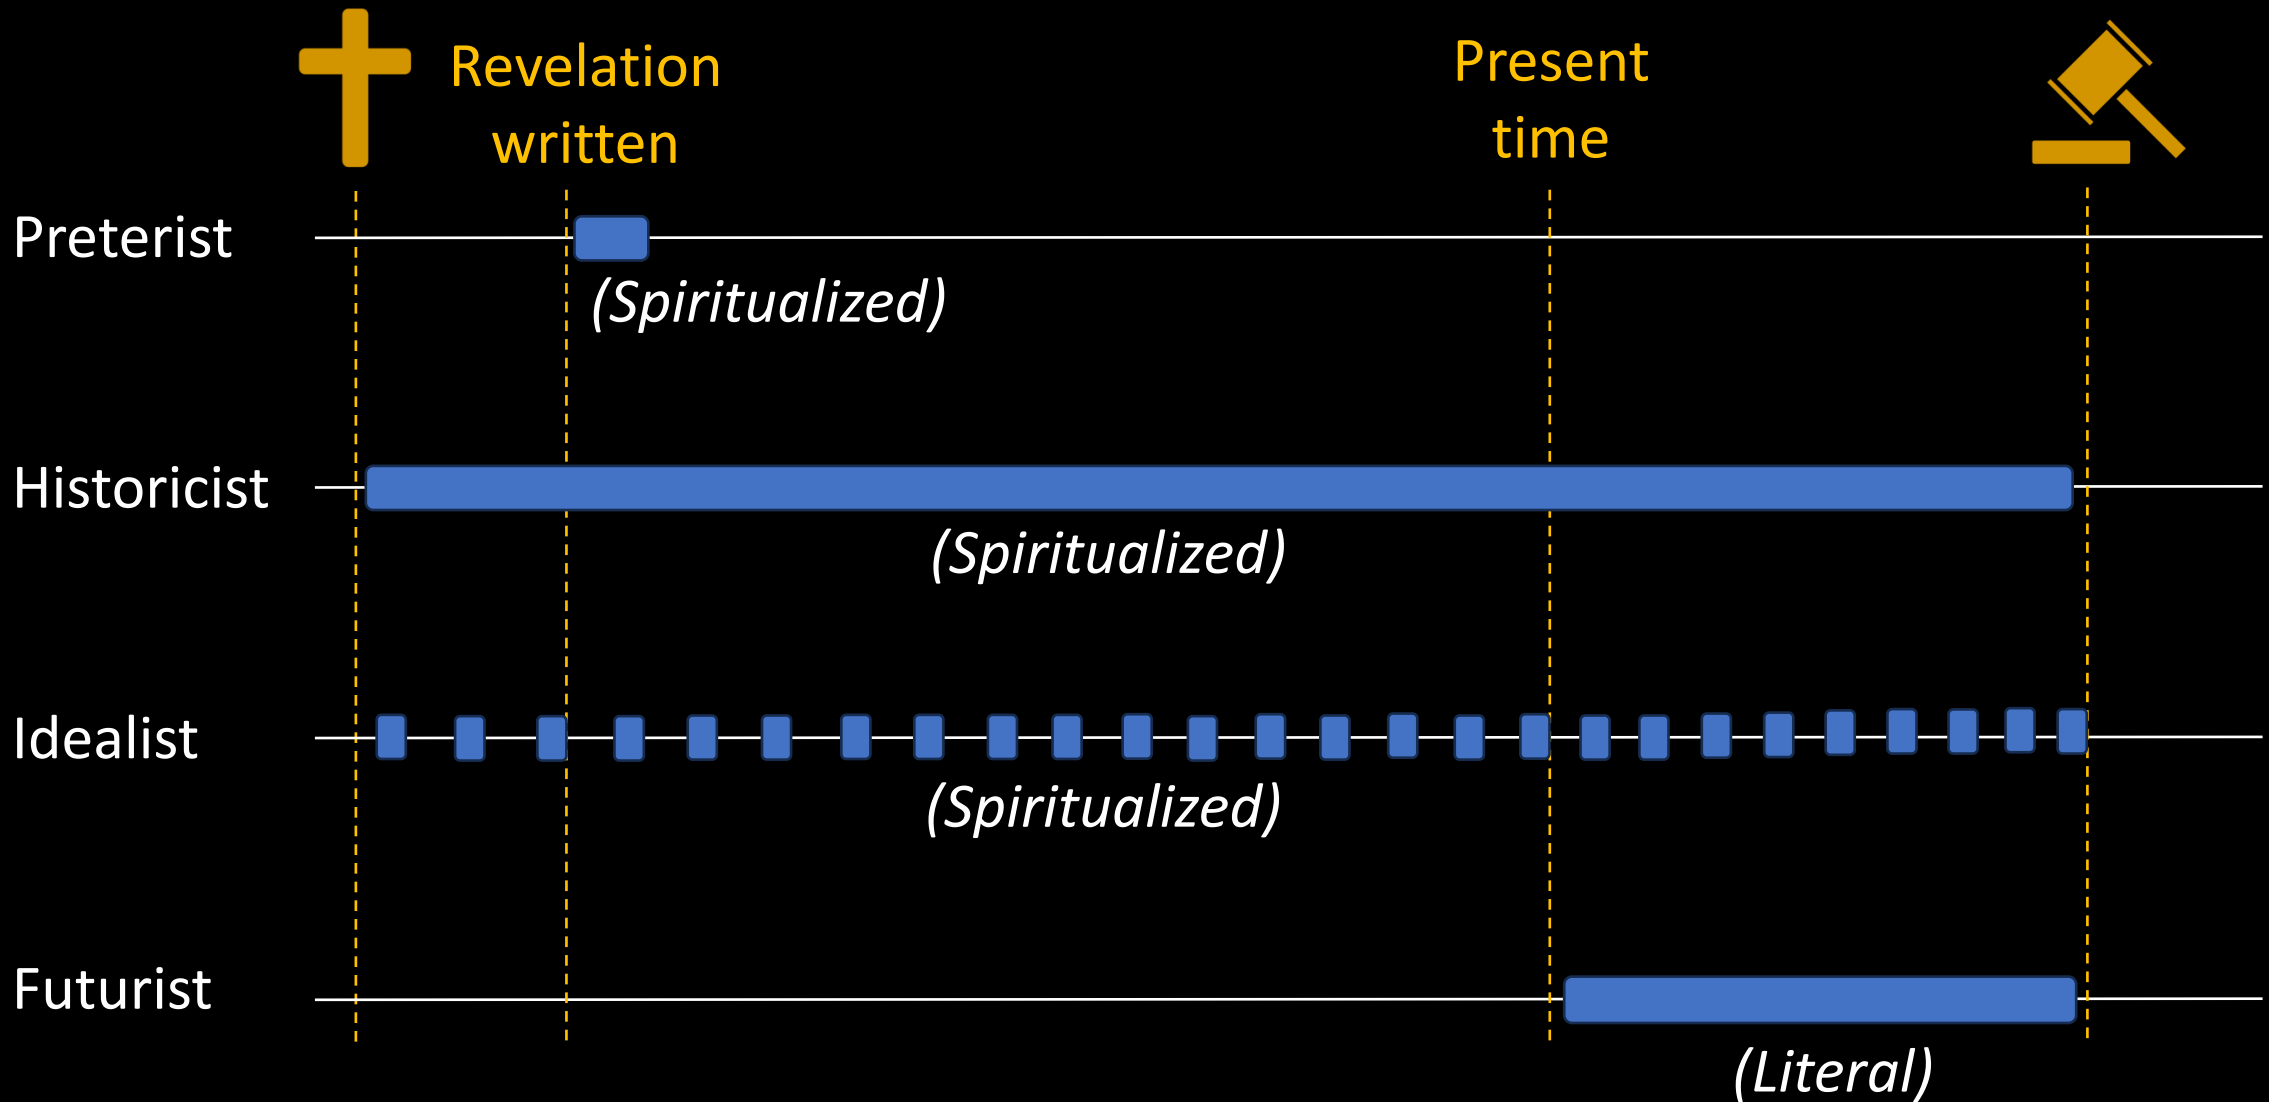 Revelation
written
Present
time
Preterist
(Spiritualized)
Historicist
(Spiritualized)
Idealist
(Spiritualized)
Futurist
(Literal)